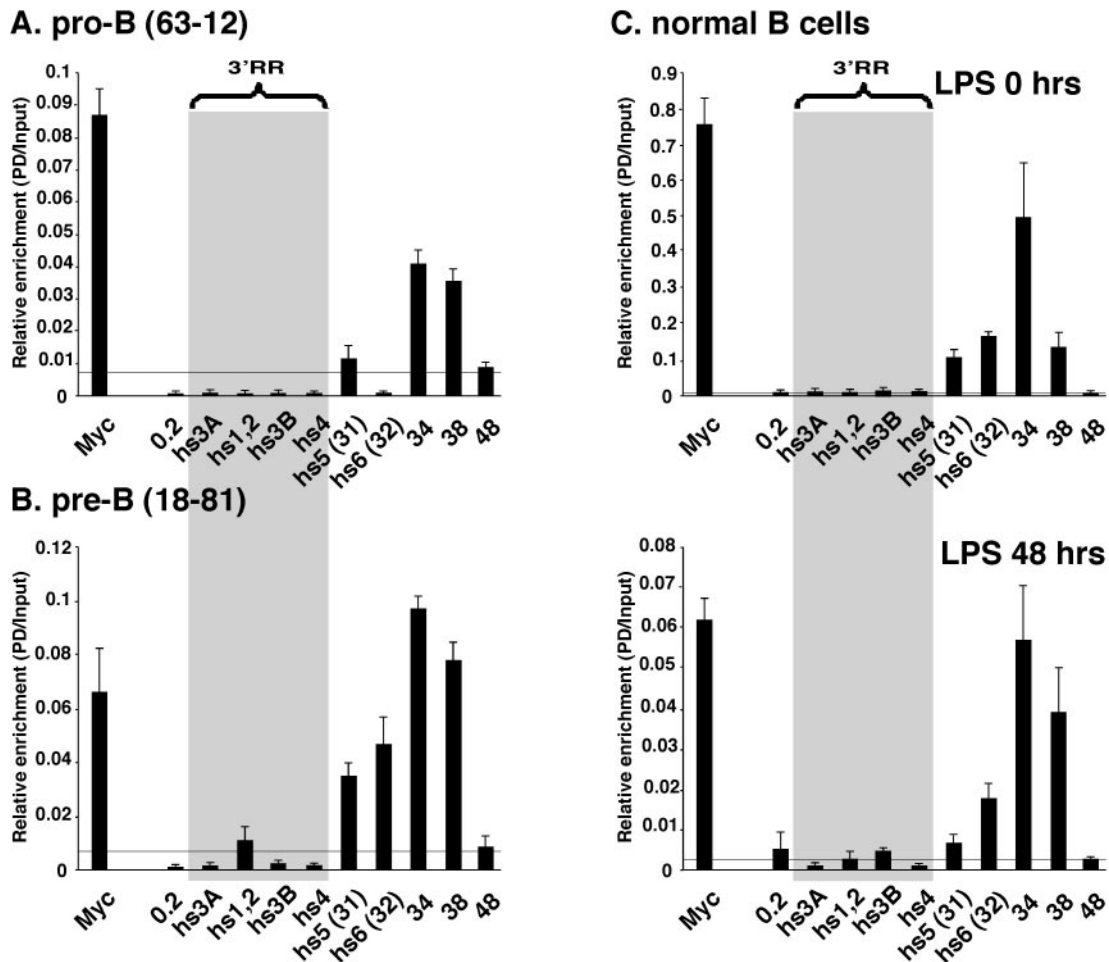 A. pro-B (63-12)
3'RR
Relative enrichment (PD/Input)
0.1
0.09
0.08
0.07
0.06
0.05
0.04
0.03
0.02
0.01
0
Myc
0.2
hs3A
hs1,2
hs3B
hs4
hs5 (31)
hs6 (32)
34
38
48
B. pre-B (18-81)
Relative enrichment (PD/Input)
0.12
0.1
0.08
0.06
0.04
0.02
0
Myc
0.2
hs3A
hs1,2
hs3B
hs4
hs5 (31)
hs6 (32)
34
38
48
C. normal B cells
3'RR
LPS 0 hrs
Relative enrichment (PD/Input)
0.9
0.8
0.7
0.6
0.5
0.4
0.3
0.2
0.1
0
Myc
0.2
hs3A
hs1,2
hs3B
hs4
hs5 (31)
hs6 (32)
34
38
48
LPS 48 hrs
Relative enrichment (PD/Input)
0.08
0.07
0.06
0.05
0.04
0.03
0.02
0.01
0
Myc
0.2
hs3A
hs1,2
hs3B
hs4
hs5 (31)
hs6 (32)
34
38
48